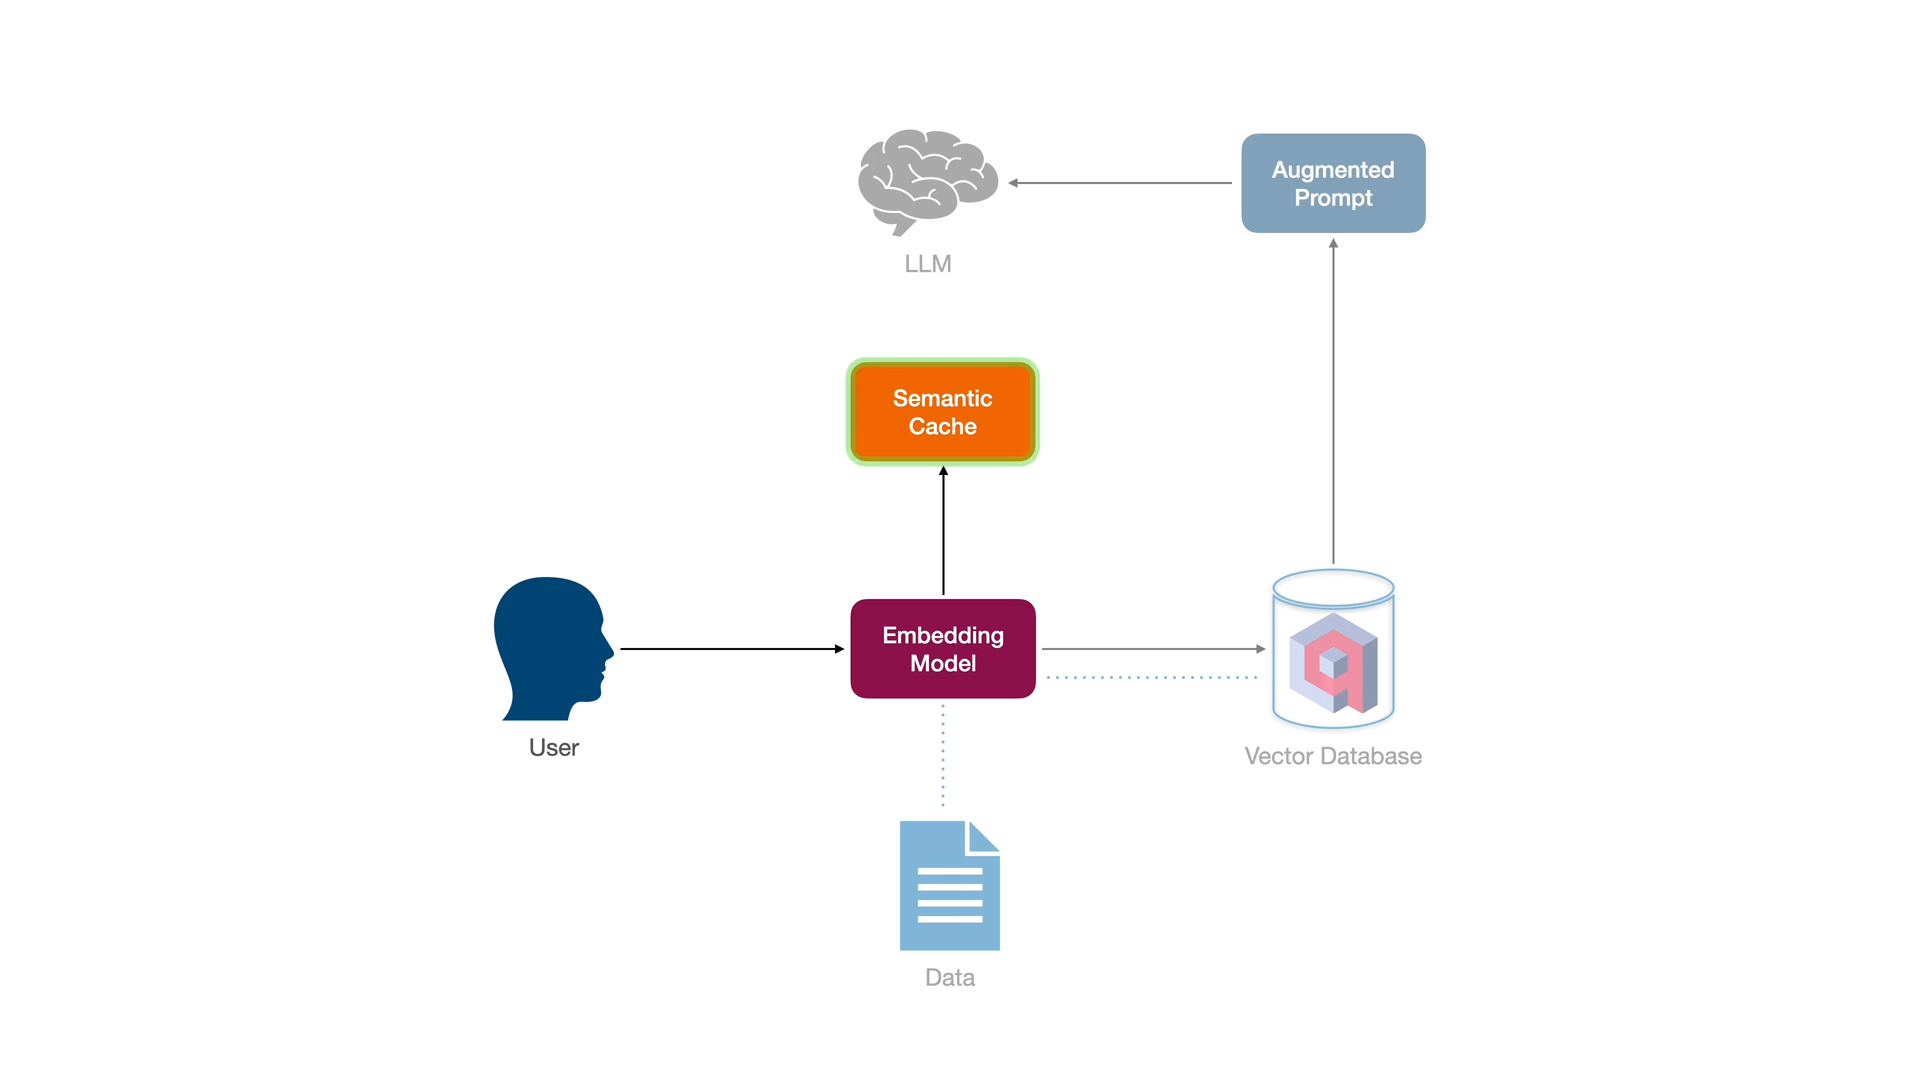 Augmented
Prompt
LLM
Semantic
Cache
Embedding
Model
User
Vector Database
Data